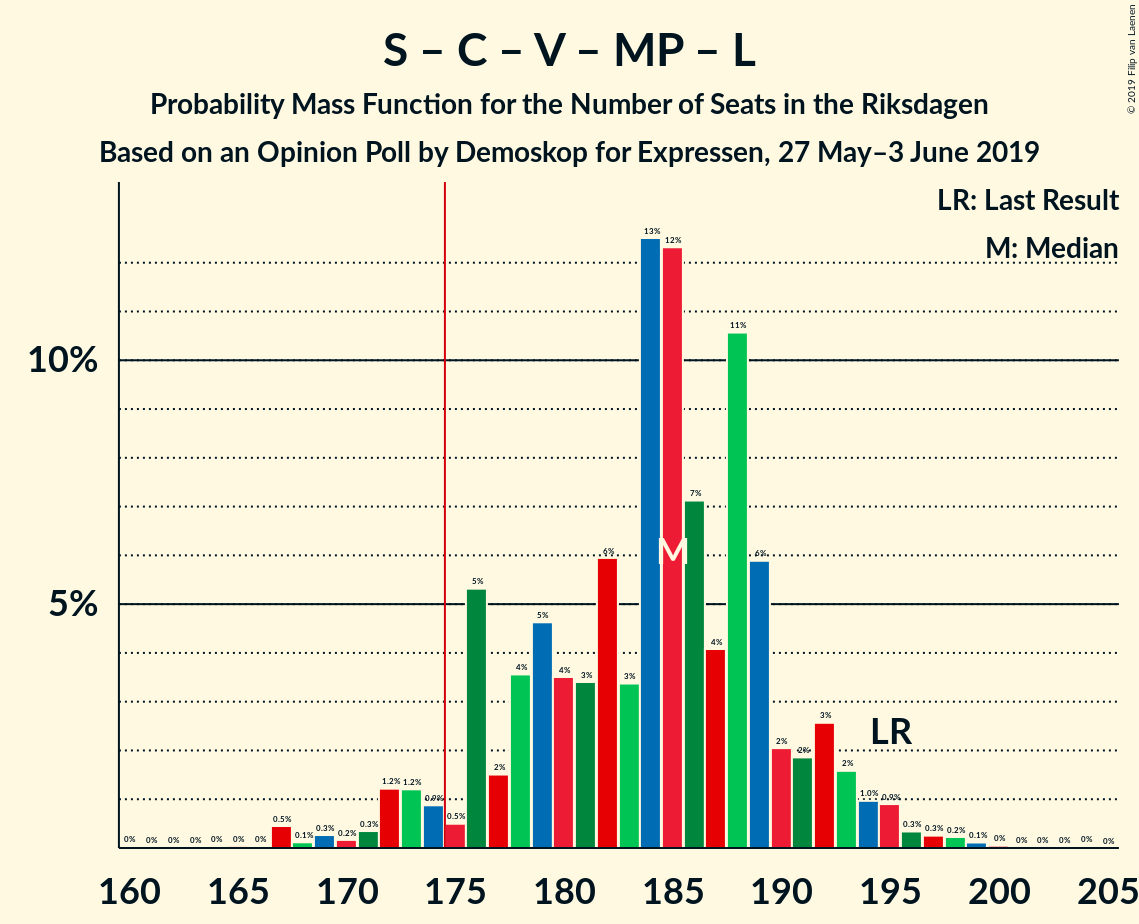 S – C – V – MP – L
Probability Mass Function for the Number of Seats in the Riksdagen
Based on an Opinion Poll by Demoskop for Expressen, 27 May–3 June 2019
© 2019 Filip van Laenen
LR: Last Result
M: Median
10%
5%
0% 0% 0% 0% 0% 0% 0% 0.5% 0.1% 0.3% 0.2% 0.3% 1.2% 1.2% 0.9% 0.5% 5% 2% 4% 5% 4% 3% 6% 3% 13% 12% 7% 4% 11% 6% 2% 2% 3% 2% 1.0% 0.9% 0.3% 0.3% 0.2% 0.1% 0% 0% 0% 0% 0% 0%
M
LR
160 165 170 175 180 185 190 195 200 205